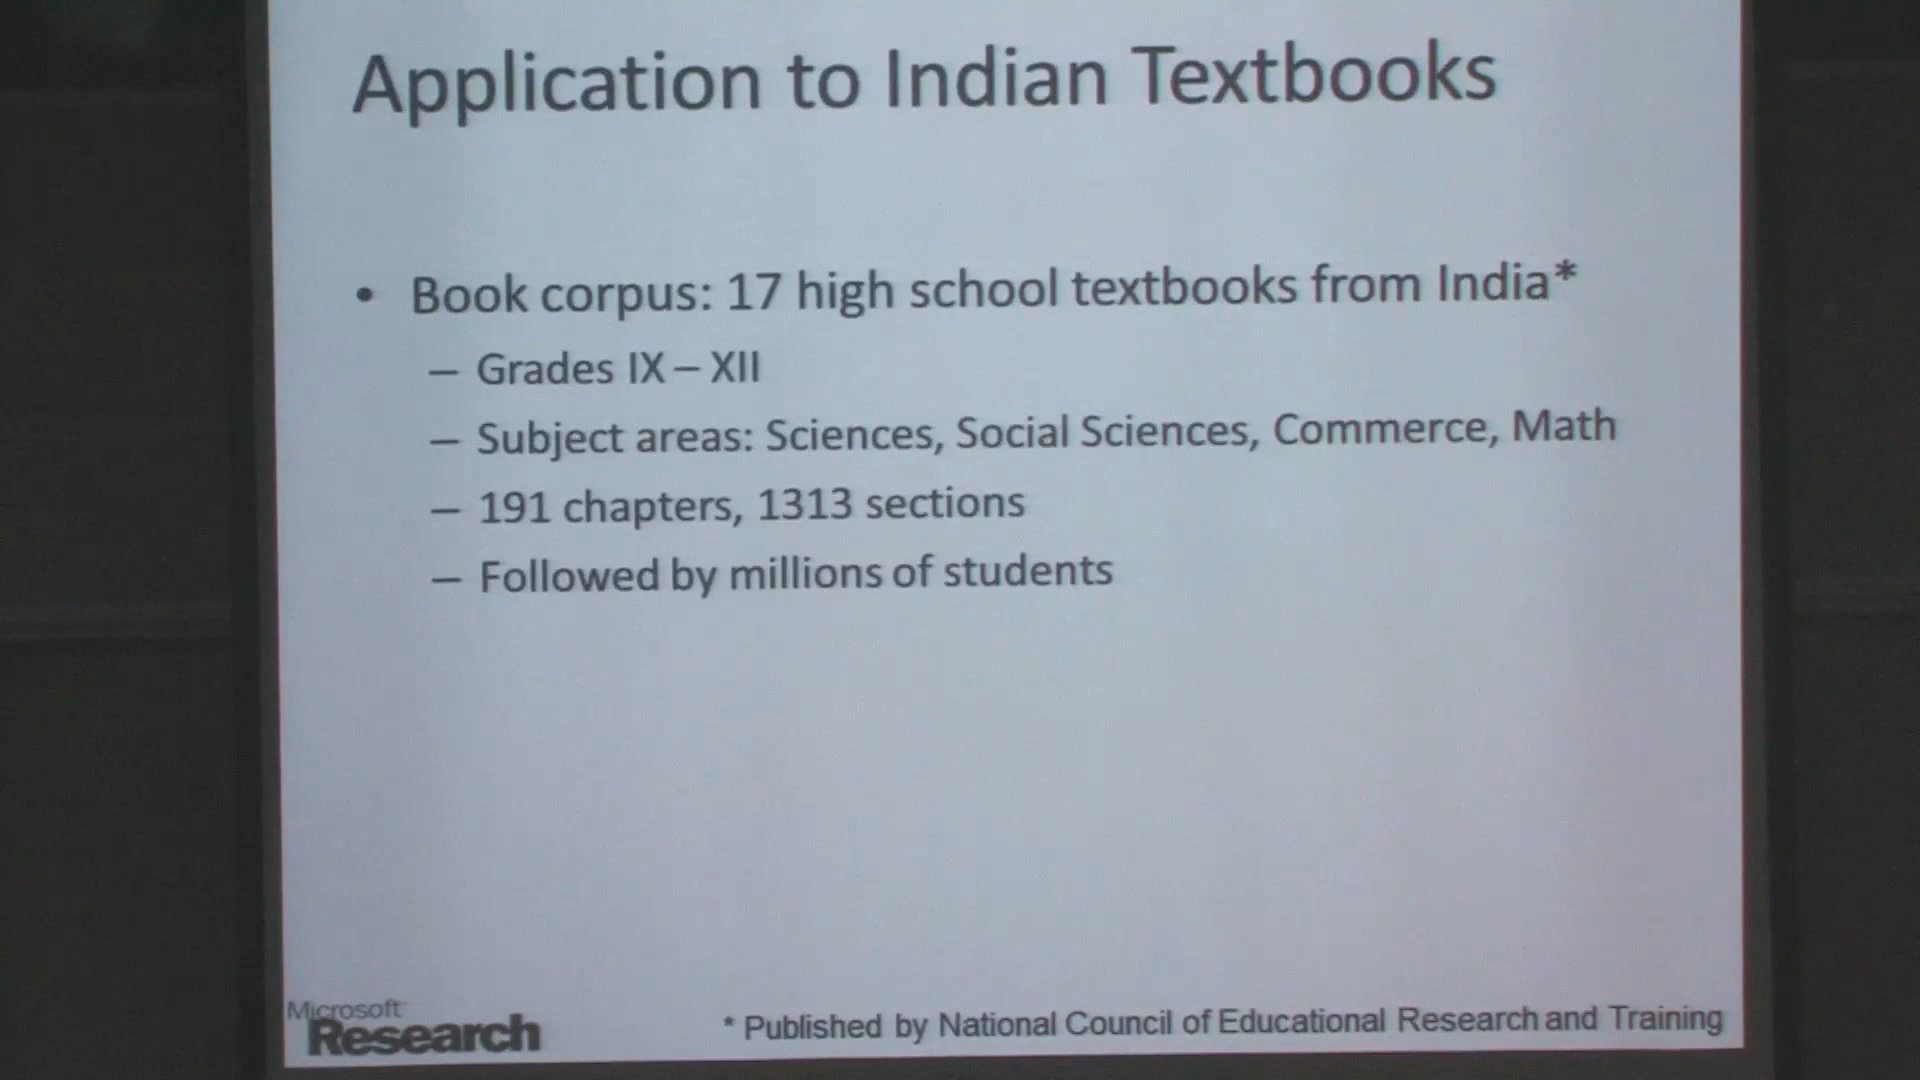 Application to Indian Textbooks
• Book corpus: 17 high school textbooks from India*
– Grades IX – XII
– Subject areas: Sciences, Social Sciences, Commerce, Math
– 191 chapters, 1313 sections
– Followed by millions of students
Microsoft
Research
* Published by National Council of Educational Research and Training